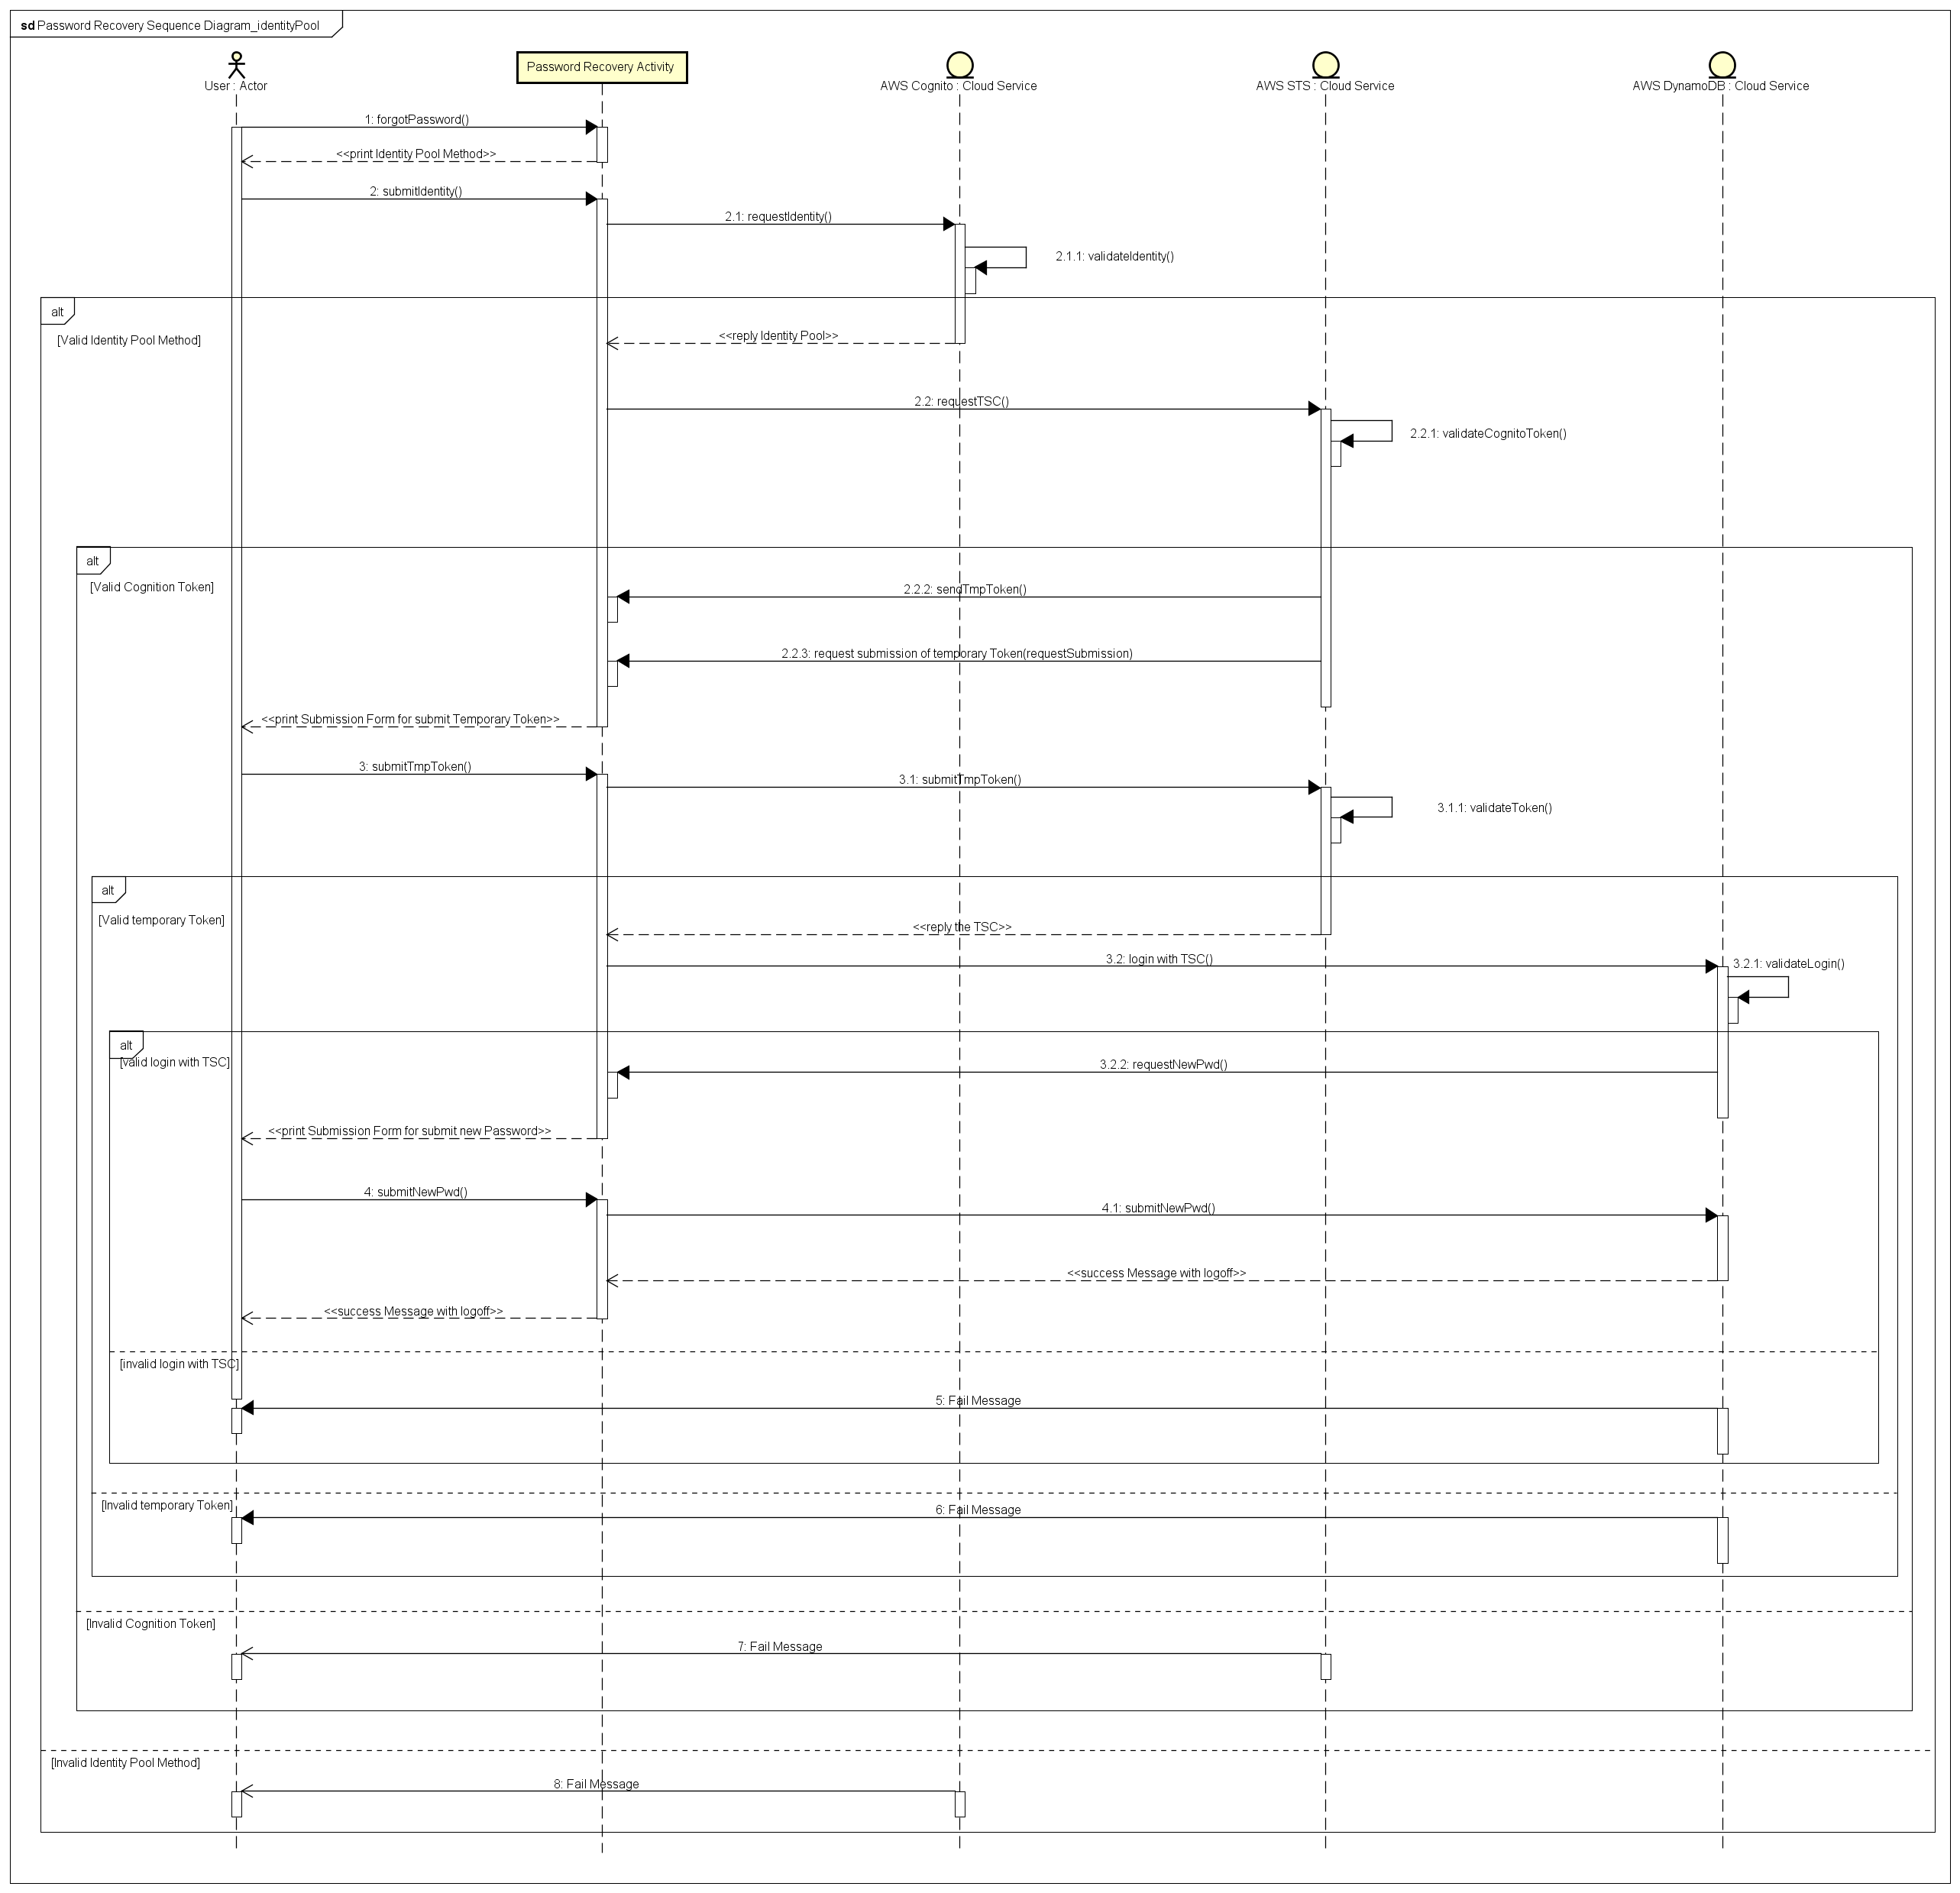 sd Password Recovery Sequence Diagram_identityPool
User : Actor
Password Recovery Activity
AWS Cognito : Cloud Service
AWS STS : Cloud Service
AWS DynamoDB : Cloud Service
1: forgotPassword()
<<print Identity Pool Method>>
2: submitIdentity()
2.1: requestIdentity()
2.1.1: validateIdentity()
alt
[Valid Identity Pool Method]
<<reply Identity Pool>>
2.2: requestTSC()
2.2.1: validateCognitoToken()
alt
[Valid Cognition Token]
2.2.2: sendTmpToken()
2.2.3: request submission of temporary Token(requestSubmission)
<<print Submission Form for submit Temporary Token>>
3: submitTmpToken()
3.1: submitTmpToken()
3.1.1: validateToken()
alt
[Valid temporary Token]
<<reply the TSC>>
3.2: login with TSC()
3.2.1: validateLogin()
alt
[valid login with TSC]
3.2.2: requestNewPwd()
<<print Submission Form for submit new Password>>
4: submitNewPwd()
4.1: submitNewPwd()
<<success Message with logoff>>
<<success Message with logoff>>
[invalid login with TSC]
5: Fail Message
[Invalid temporary Token]
6: Fail Message
[Invalid Cognition Token]
7: Fail Message
[Invalid Identity Pool Method]
8: Fail Message